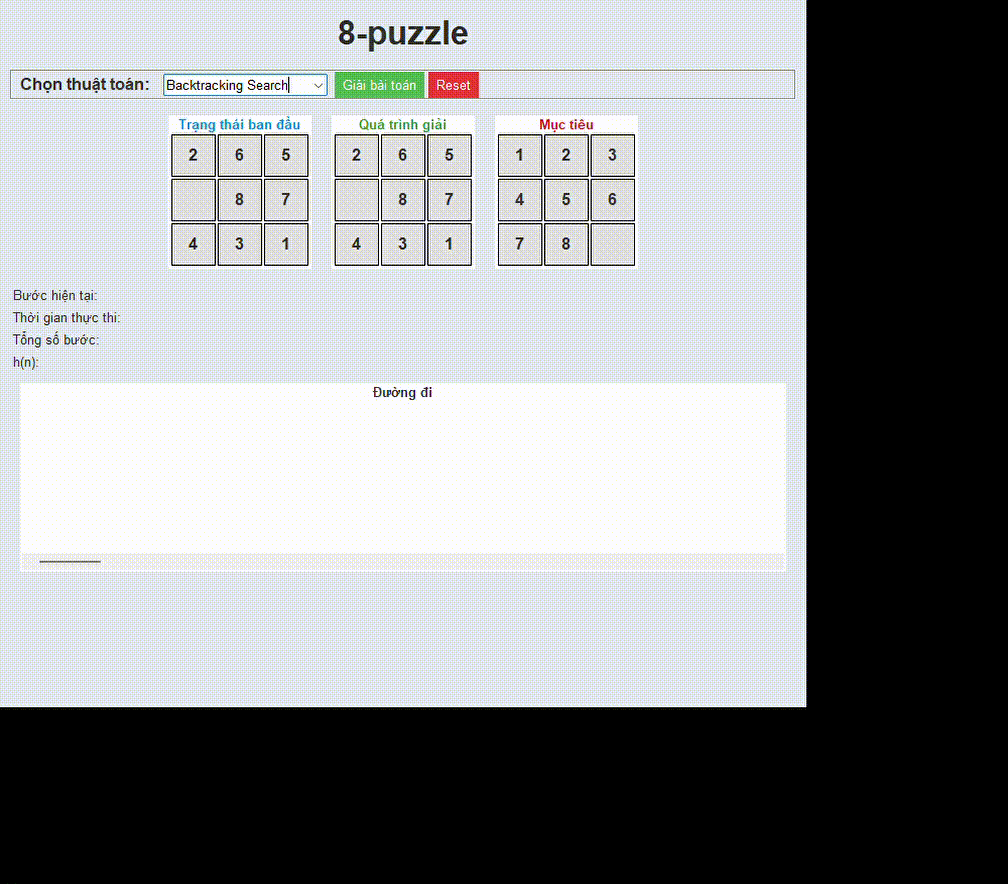 8-puzzle
Chọn thuật toán: Backtracking Search Giải bài toán Reset
Trạng thái ban đầu Quá trình giải Mục tiêu
2 6 5 2 6 5 1 2 3
8 7 8 7 4 5 6
4 3 1 4 3 1 7 8
Bước hiện tại:
Thời gian thực thi:
Tổng số bước:
h(n):
Đường đi